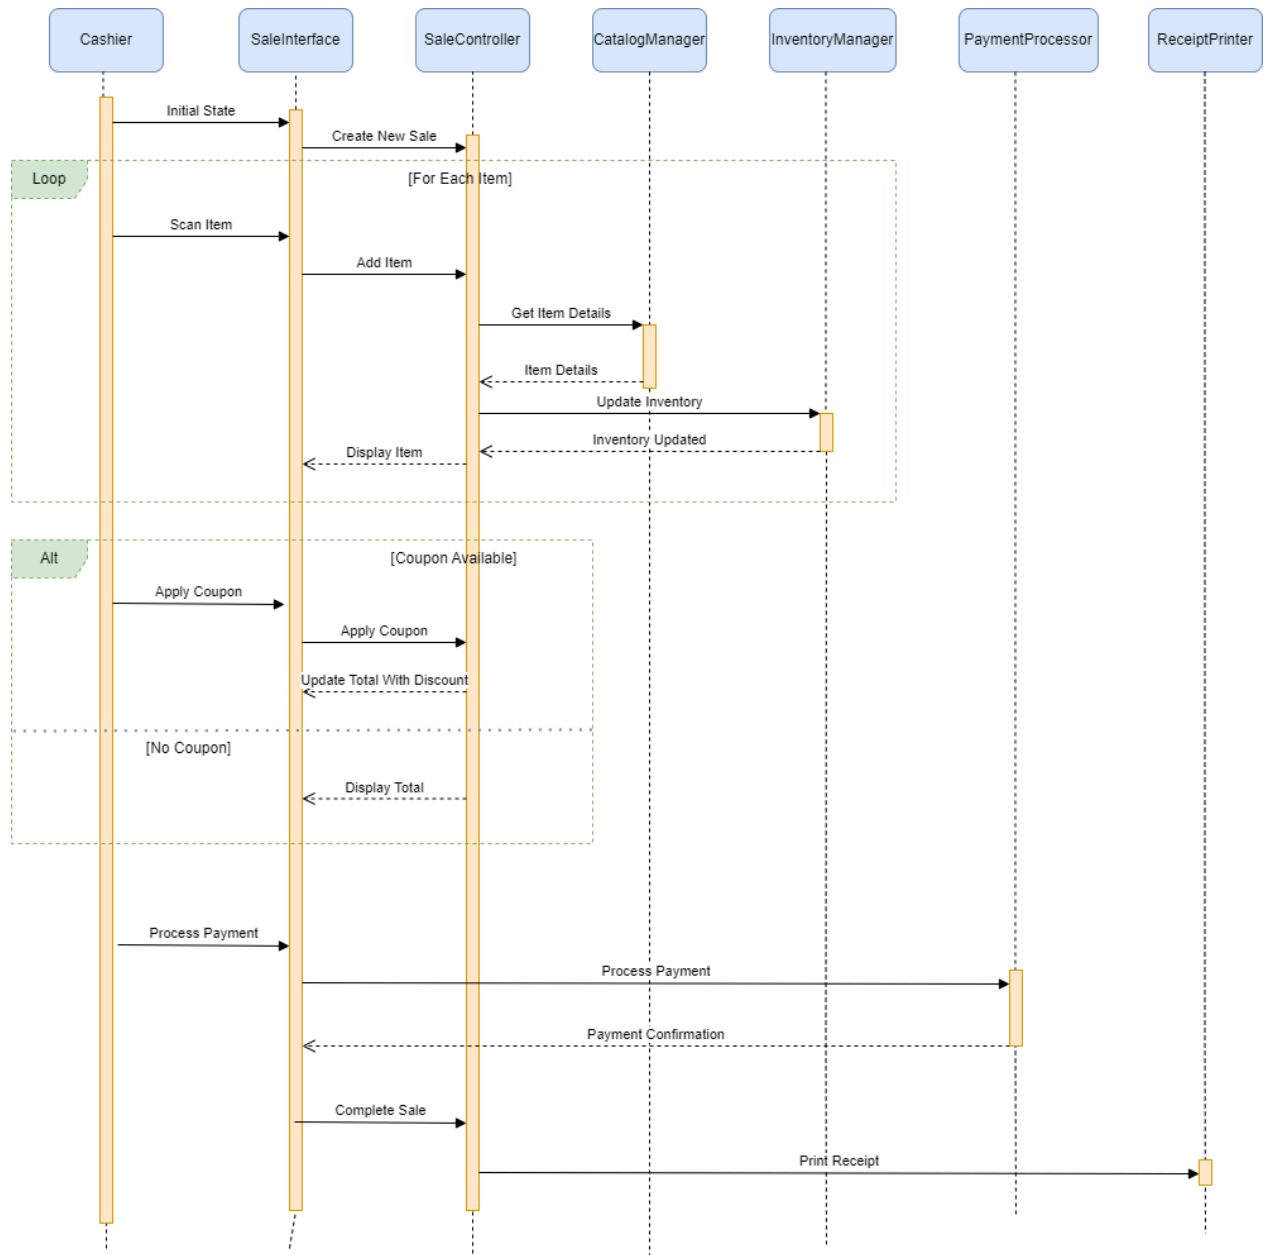 Cashier
SaleInterface
SaleController
CatalogManager
InventoryManager
PaymentProcessor
ReceiptPrinter
Initial State
Create New Sale
Loop
[For Each Item]
Scan Item
Add Item
Get Item Details
Item Details
Update Inventory
Inventory Updated
Display Item
Alt
[Coupon Available]
Apply Coupon
Apply Coupon
Update Total With Discount
[No Coupon]
Display Total
Process Payment
Process Payment
Payment Confirmation
Complete Sale
Print Receipt